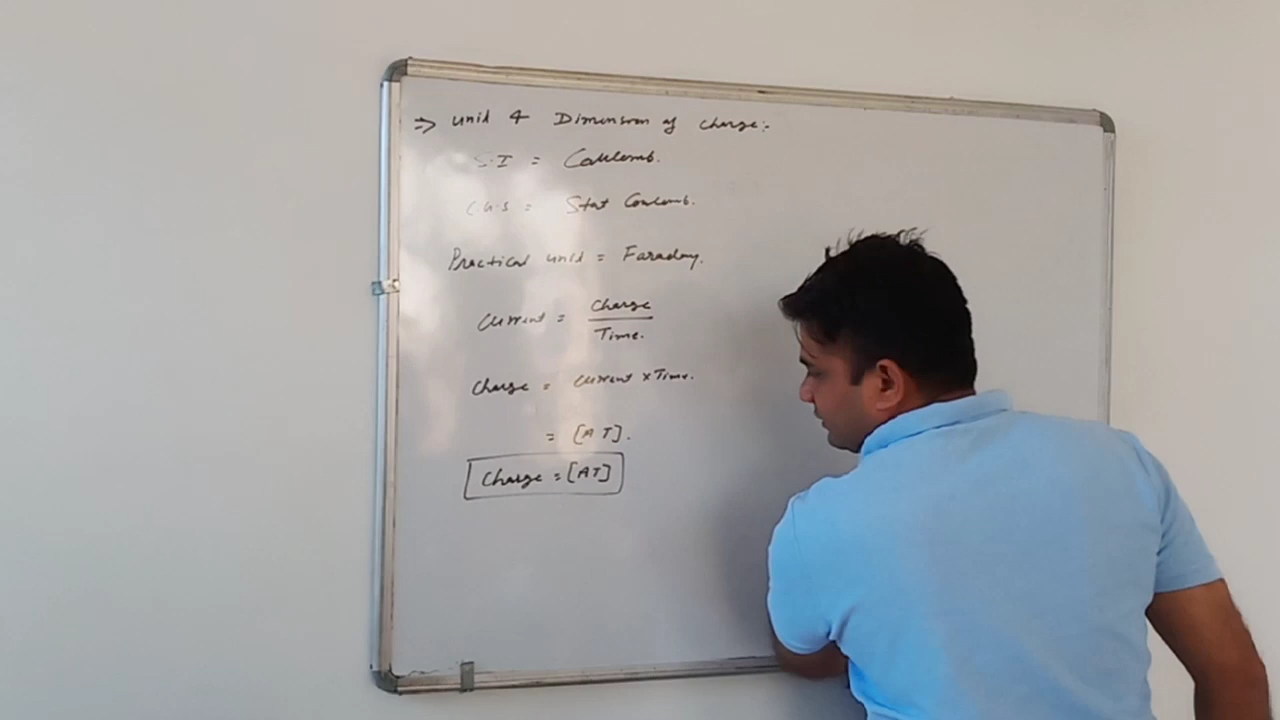 ⇒ Unit & Dimension of charge:-
S.I = Coulomb.
C.G.S. = Stat Coulomb.
Practical unit = Faraday.
Current = Charge
Time.
Charge = Current × Time.
= [A T].
Charge = [AT]